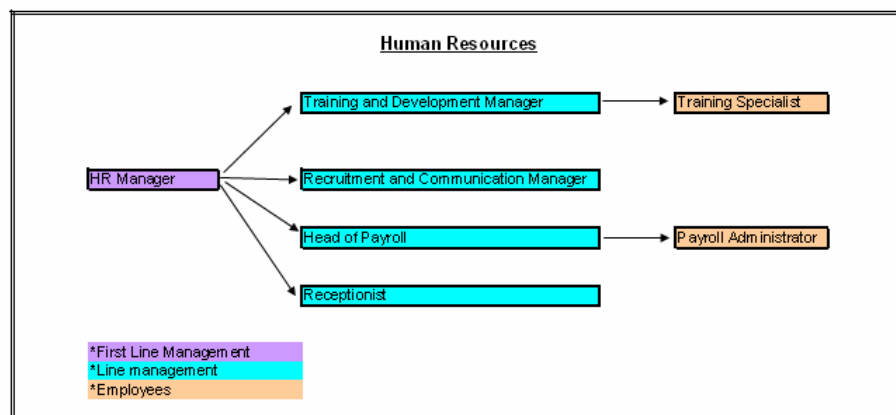 Human Resources
Training and Development Manager
Training Specialist
HR Manager
Recruitment and Communication Manager
Head of Payroll
Payroll Administrator
Receptionist
*First Line Management
*Line management
*Employees